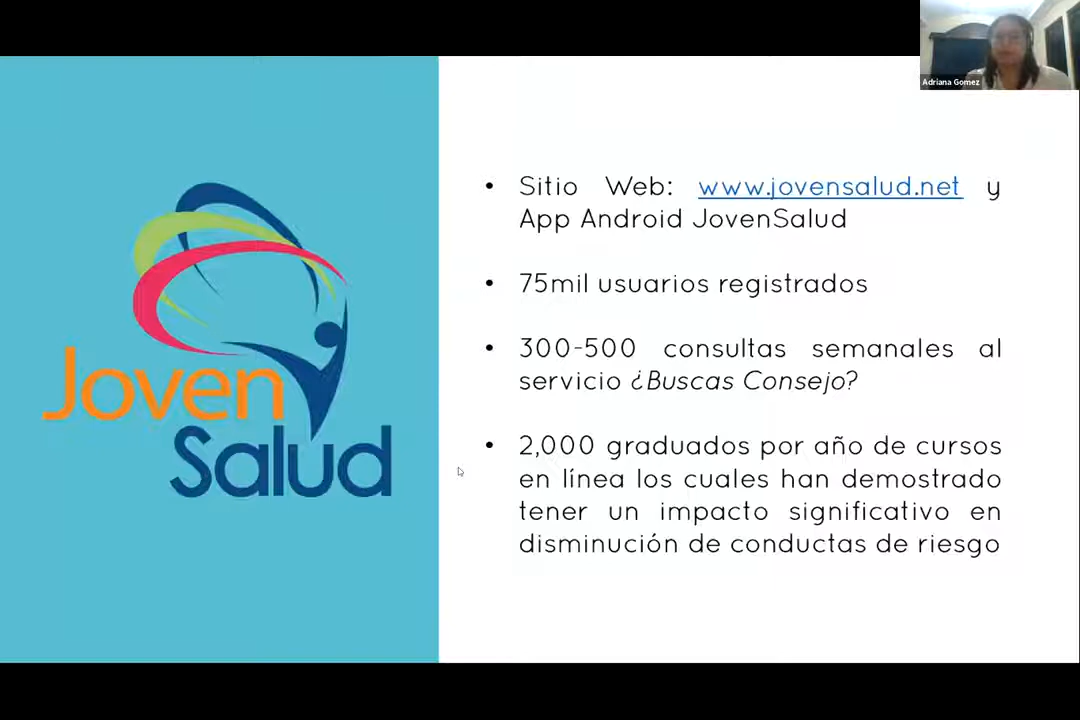 Adriana Gomez
Joven
Salud
• Sitio Web: www.jovensalud.net y
App Android JovenSalud
• 75mil usuarios registrados
• 300-500 consultas semanales al
servicio ¿Buscas Consejo?
• 2,000 graduados por año de cursos
en línea los cuales han demostrado
tener un impacto significativo en
disminución de conductas de riesgo